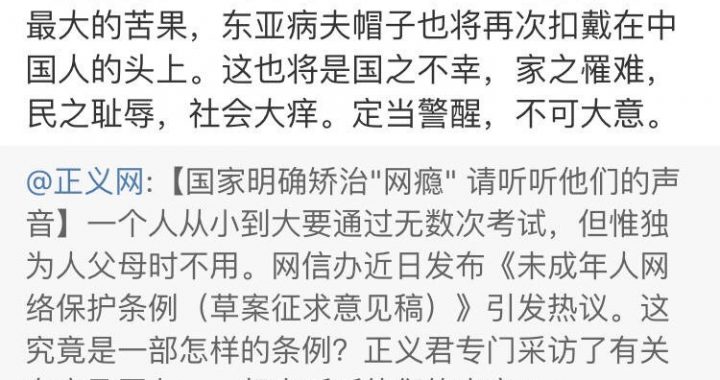 最大的苦果，东亚病夫帽子也将再次扣戴在中
国人的头上。这也将是国之不幸，家之罹难，
民之耻辱，社会大痒。定当警醒，不可大意。
@正义网:【国家明确矫治"网瘾" 请听听他们的声
音】一个人从小到大要通过无数次考试，但惟独
为人父母时不用。网信办近日发布《未成年人网
络保护条例（草案征求意见稿）》引发热议。这
究竟是一部怎样的条例？正义君专门采访了有关